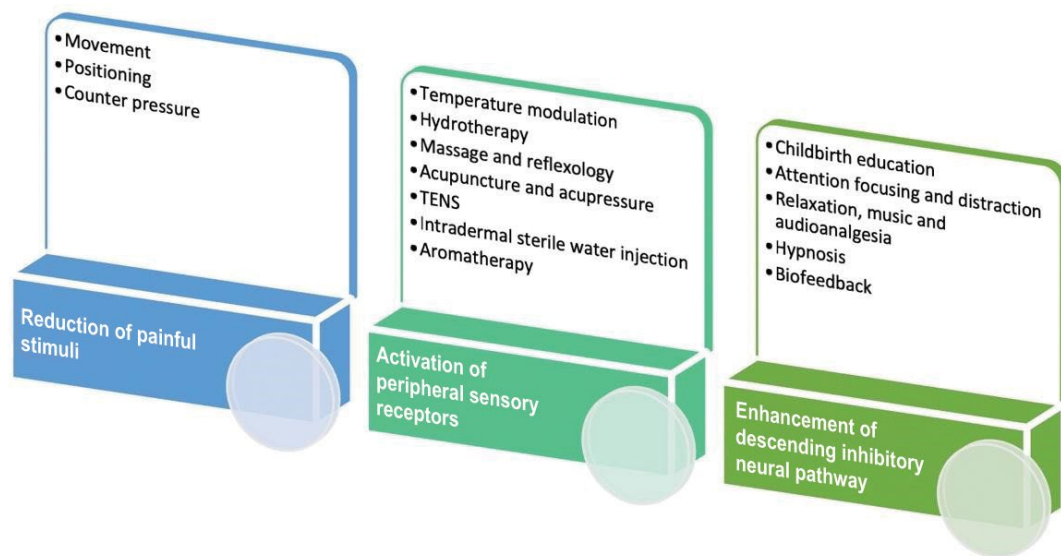 • Movement
• Positioning
• Counter pressure
Reduction of painful
stimuli
• Temperature modulation
• Hydrotherapy
• Massage and reflexology
• Acupuncture and acupressure
• TENS
• Intradermal sterile water injection
• Aromatherapy
Activation of
peripheral sensory
receptors
• Childbirth education
• Attention focusing and distraction
• Relaxation, music and
audioanalgesia
• Hypnosis
• Biofeedback
Enhancement of
descending inhibitory
neural pathway